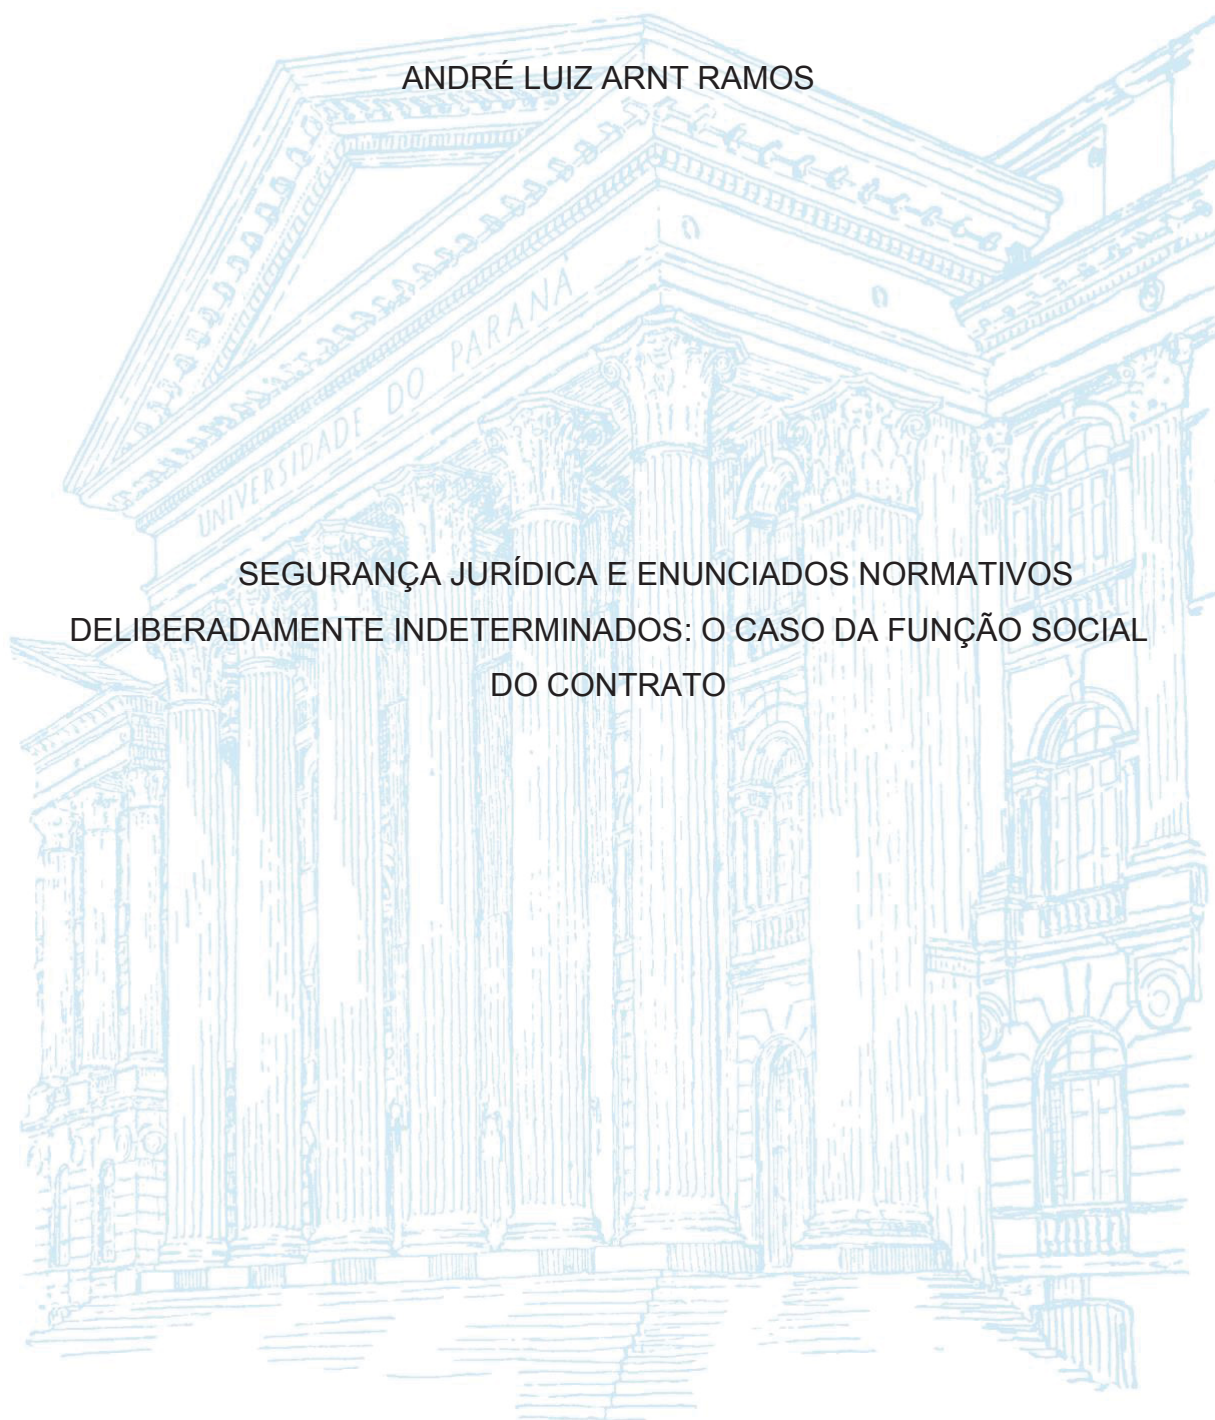 ANDRÉ LUIZ ARNT RAMOS
UNIVERSIDADE DO PARANÁ
SEGURANÇA JURÍDICA E ENUNCIADOS NORMATIVOS
DELIBERADAMENTE INDETERMINADOS: O CASO DA FUNÇÃO SOCIAL
DO CONTRATO